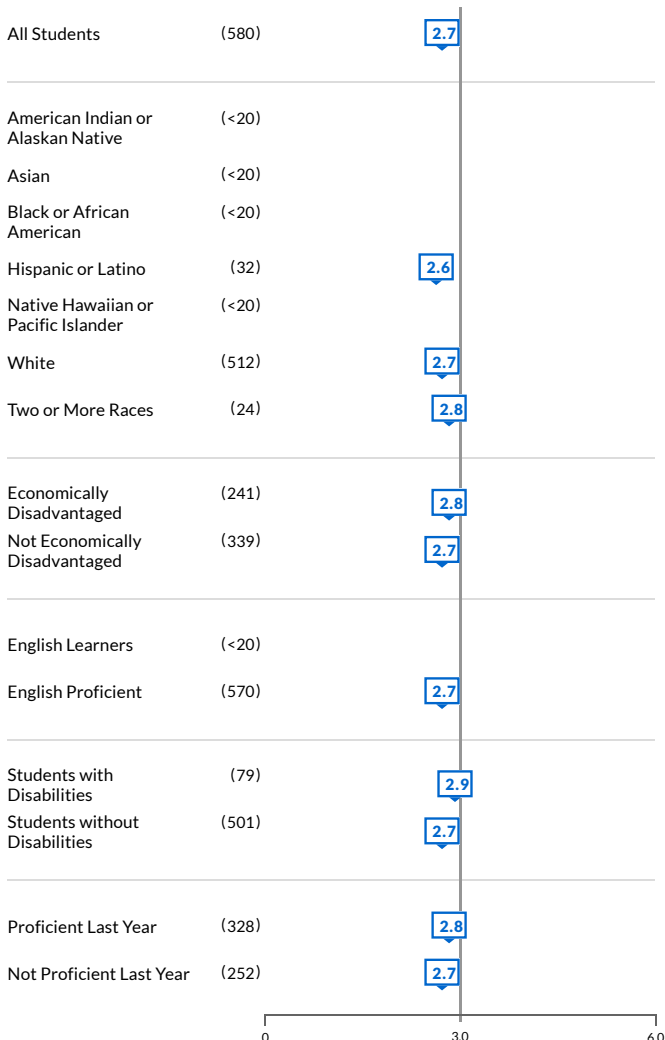 All Students (580) 2.7
American Indian or (<20)
Alaskan Native
Asian (<20)
Black or African (<20)
American
Hispanic or Latino (32) 2.6
Native Hawaiian or (<20)
Pacific Islander
White (512) 2.7
Two or More Races (24) 2.8
Economically (241) 2.8
Disadvantaged
Not Economically (339) 2.7
Disadvantaged
English Learners (<20)
English Proficient (570) 2.7
Students with (79) 2.9
Disabilities
Students without (501) 2.7
Disabilities
Proficient Last Year (328) 2.8
Not Proficient Last Year (252) 2.7
0 3.0 6.0